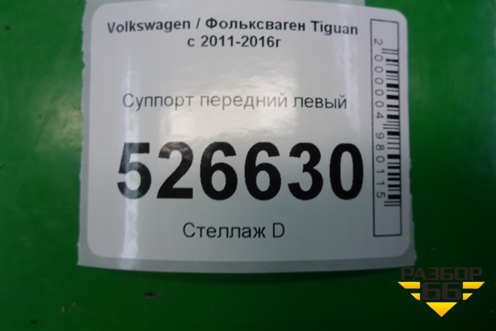 Volkswagen / Фольксваген Tiguan
с 2011-2016г
Суппорт передний левый
526630
Стеллаж D
2000004980115
РАЗБОР
66